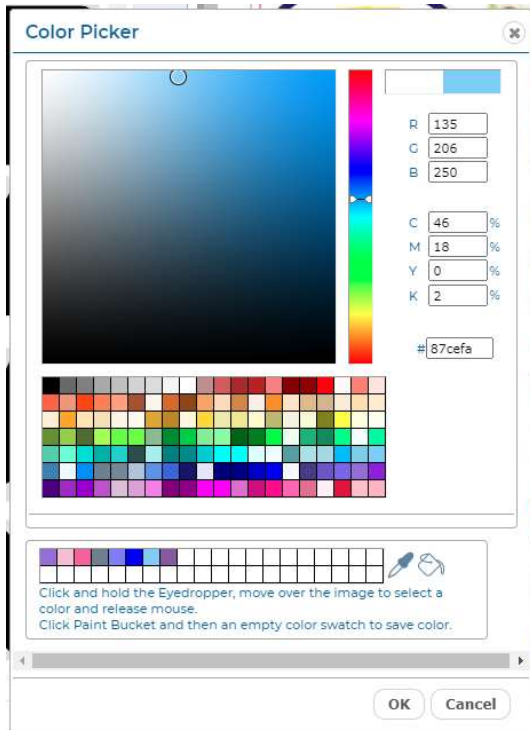 Color Picker
R 135
G 206
B 250
C 46 %
M 18 %
Y 0 %
K 2 %
# 87cefa
Click and hold the Eyedropper, move over the image to select a
color and release mouse.
Click Paint Bucket and then an empty color swatch to save color.
OK Cancel